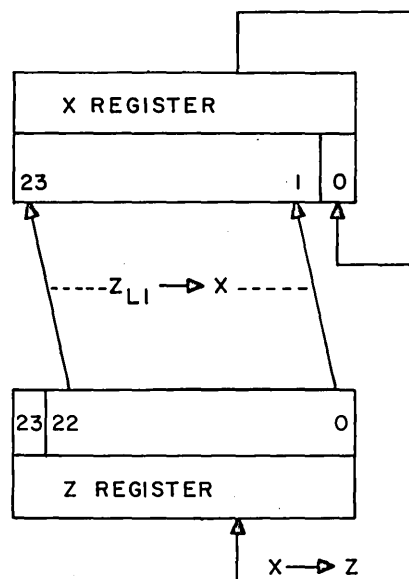 X REGISTER
23 1 0
Z L1 → X
23 22 0
Z REGISTER
X → Z